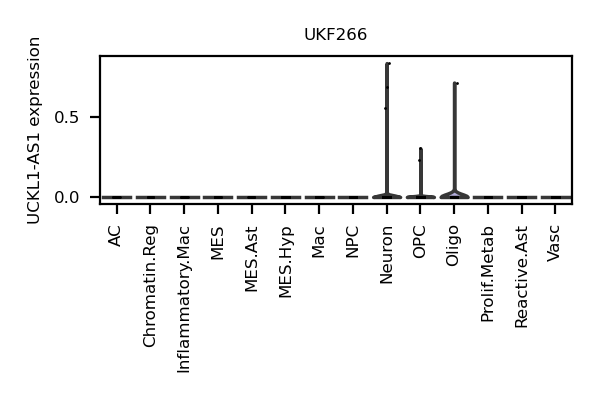 UKF266
UCKL1-AS1 expression
0.5
0.0
AC
Chromatin.Reg
Inflammatory.Mac
MES
MES.Ast
MES.Hyp
Mac
NPC
Neuron
OPC
Oligo
Prolif.Metab
Reactive.Ast
Vasc